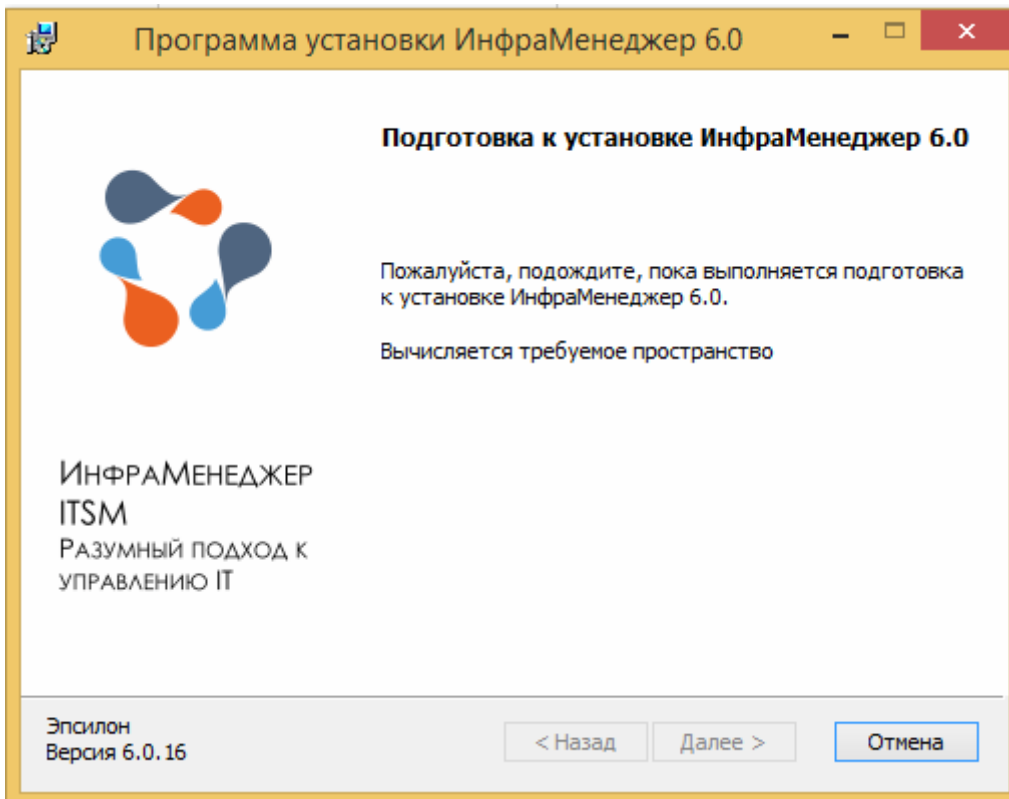 Программа установки ИнфраМенеджер 6.0
Подготовка к установке ИнфраМенеджер 6.0
Пожалуйста, подождите, пока выполняется подготовка
к установке ИнфраМенеджер 6.0.
Вычисляется требуемое пространство
ИнфраМенеджер
ITSM
Разумный подход к
управлению IT
Эпсилон
Версия 6.0.16
< Назад
Далее >
Отмена